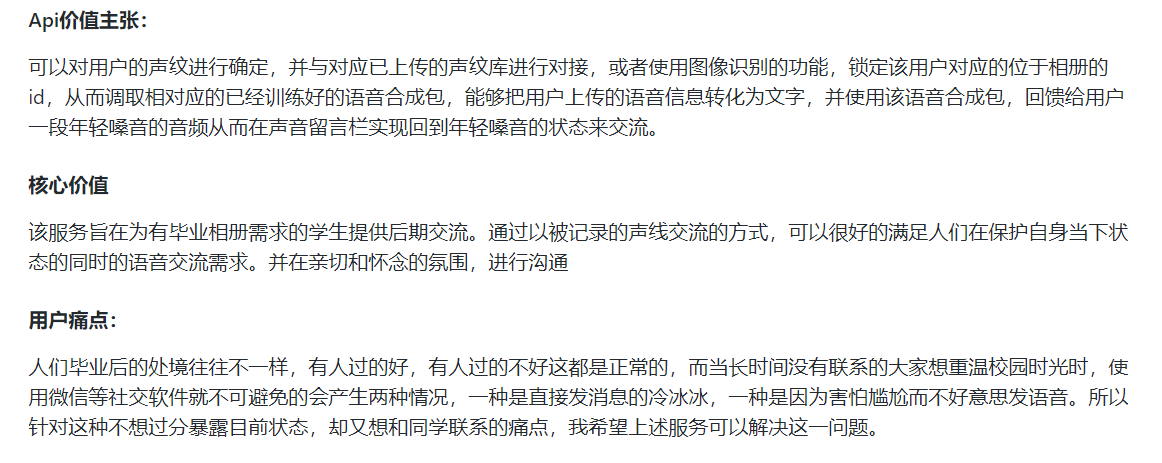 Api价值主张：
可以对用户的声纹进行确定，并与对应已上传的声纹库进行对接，或者使用图像识别的功能，锁定该用户对应的位于相册的
id，从而调取相对应的已经训练好的语音合成包，能够把用户上传的语音信息转化为文字，并使用该语音合成包，回馈给用户
一段年轻嗓音的音频从而在声音留言栏实现回到年轻嗓音的状态来交流。
核心价值
该服务旨在为有毕业相册需求的学生提供后期交流。通过以被记录的声线交流的方式，可以很好的满足人们在保护自身当下状
态的同时的语音交流需求。并在亲切和怀念的氛围，进行沟通
用户痛点：
人们毕业后的处境往往不一样，有人过的好，有人过的不好这都是正常的，而当长时间没有联系的大家想重温校园时光时，使
用微信等社交软件就不可避免的会产生两种情况，一种是直接发消息的冷冰冰，一种是因为害怕尴尬而不好意思发语音。所以
针对这种不想过分暴露目前状态，却又想和同学联系的痛点，我希望上述服务可以解决这一问题。